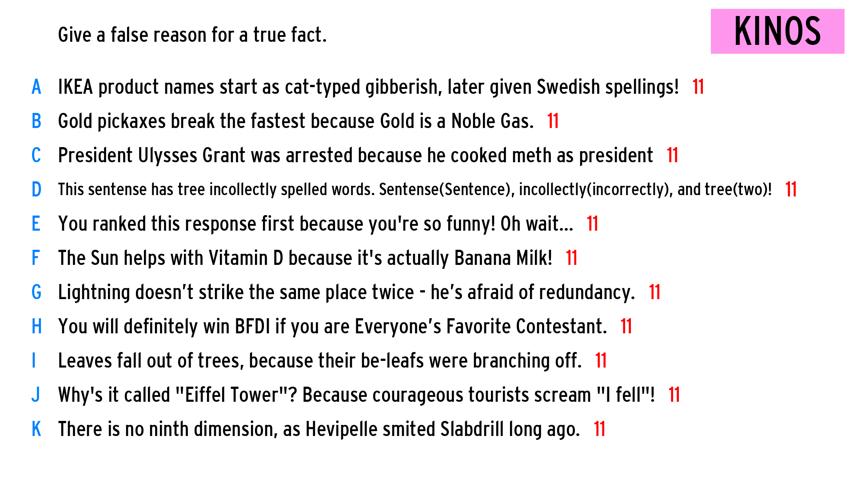 Give a false reason for a true fact.
KINOS
A IKEA product names start as cat-typed gibberish, later given Swedish spellings! 11
B Gold pickaxes break the fastest because Gold is a Noble Gas. 11
C President Ulysses Grant was arrested because he cooked meth as president 11
D This sentense has tree incollectly spelled words. Sentense(Sentence), incollectly(incorrectly), and tree(two)! 11
E You ranked this response first because you're so funny! Oh wait... 11
F The Sun helps with Vitamin D because it's actually Banana Milk! 11
G Lightning doesn’t strike the same place twice - he’s afraid of redundancy. 11
H You will definitely win BFDI if you are Everyone’s Favorite Contestant. 11
I Leaves fall out of trees, because their be-leafs were branching off. 11
J Why's it called "Eiffel Tower"? Because courageous tourists scream "I fell"! 11
K There is no ninth dimension, as Hevipelle smited Slabdrill long ago. 11